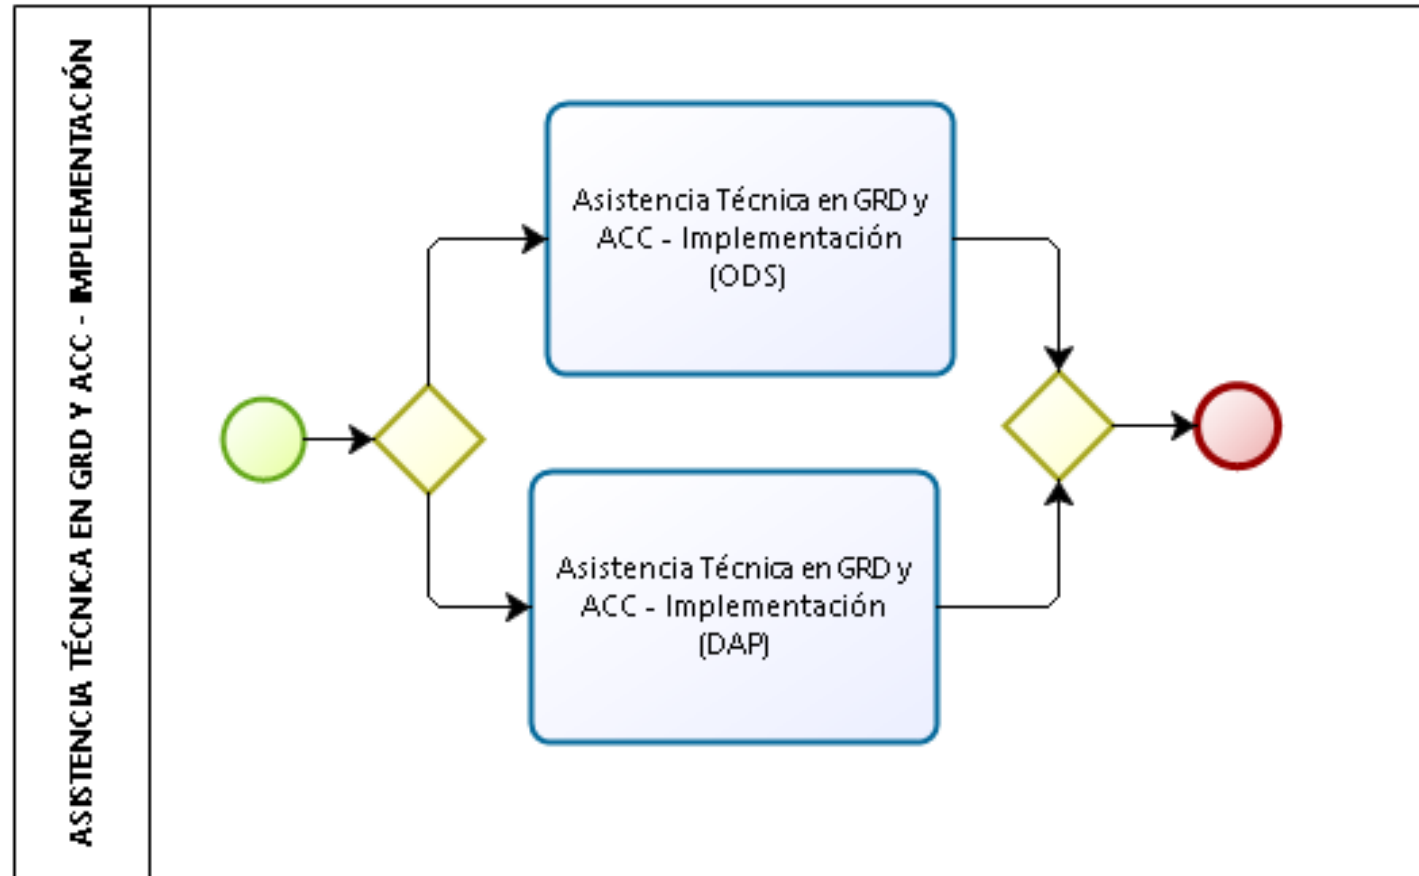 ASISTENCIA TÉCNICA EN GRD Y ACC - IMPLEMENTACIÓN
Asistencia Técnica en GRD y
ACC - Implementación
(ODS)
Asistencia Técnica en GRD y
ACC - Implementación
(DAP)